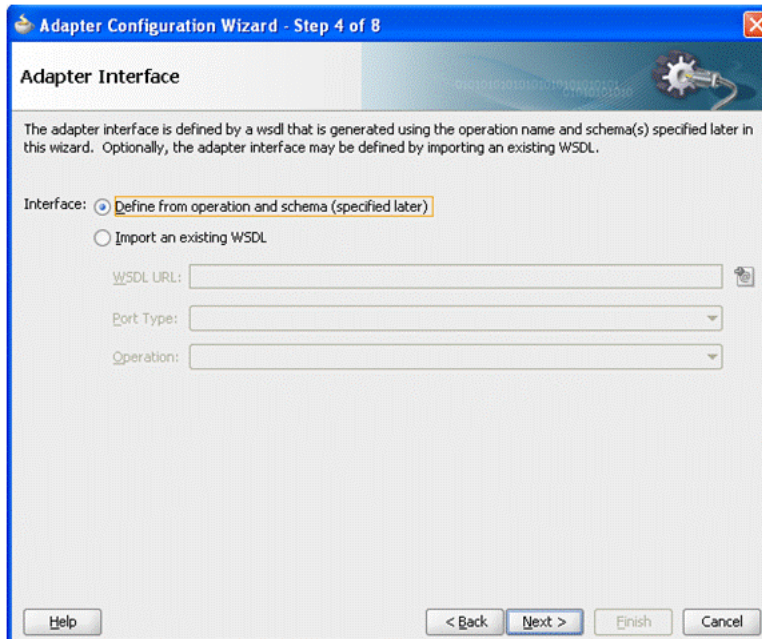 Adapter Configuration Wizard - Step 4 of 8
Adapter Interface
The adapter interface is defined by a wsdl that is generated using the operation name and schema(s) specified later in
this wizard. Optionally, the adapter interface may be defined by importing an existing WSDL.
Interface: Define from operation and schema (specified later)
Import an existing WSDL
WSDL URL:
Port Type:
Operation:
Help < Back Next > Finish Cancel